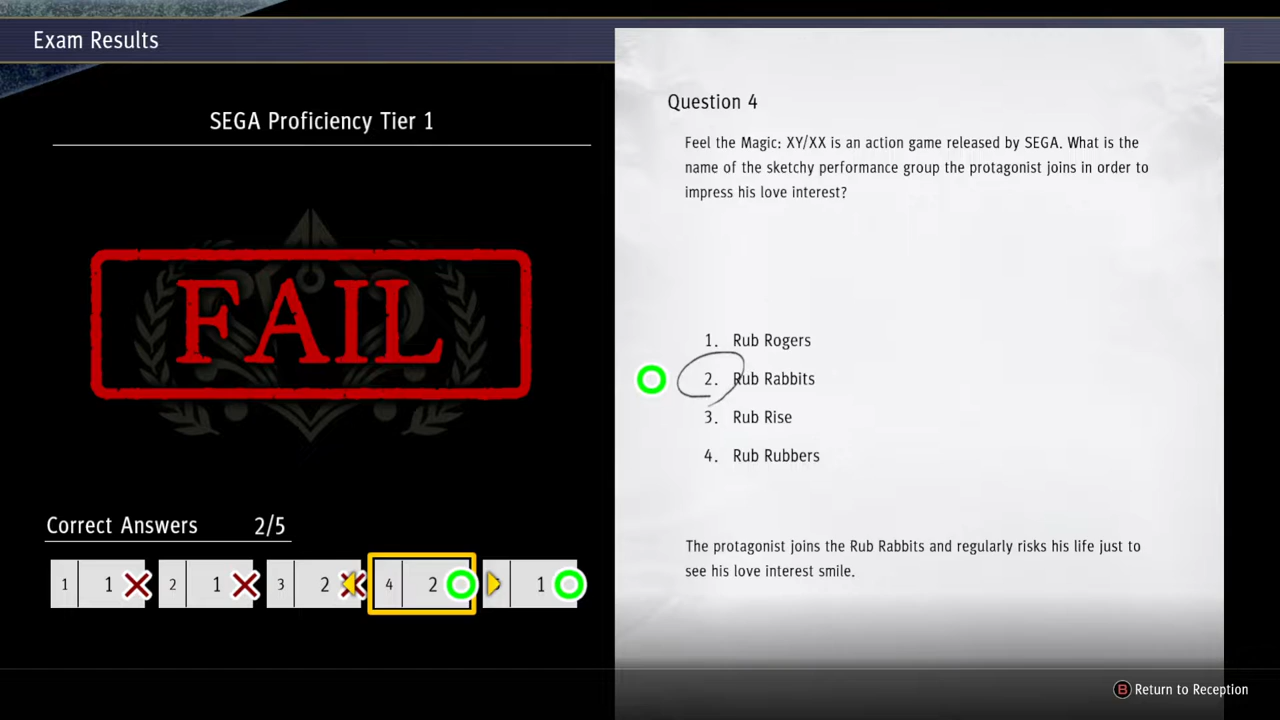 Exam Results
SEGA Proficiency Tier 1
FAIL
Correct Answers 2/5
1 1 2 1 3 2 4 2 1
Question 4
Feel the Magic: XY/XX is an action game released by SEGA. What is the
name of the sketchy performance group the protagonist joins in order to
impress his love interest?
1. Rub Rogers
2. Rub Rabbits
3. Rub Rise
4. Rub Rubbers
The protagonist joins the Rub Rabbits and regularly risks his life just to
see his love interest smile.
B Return to Reception